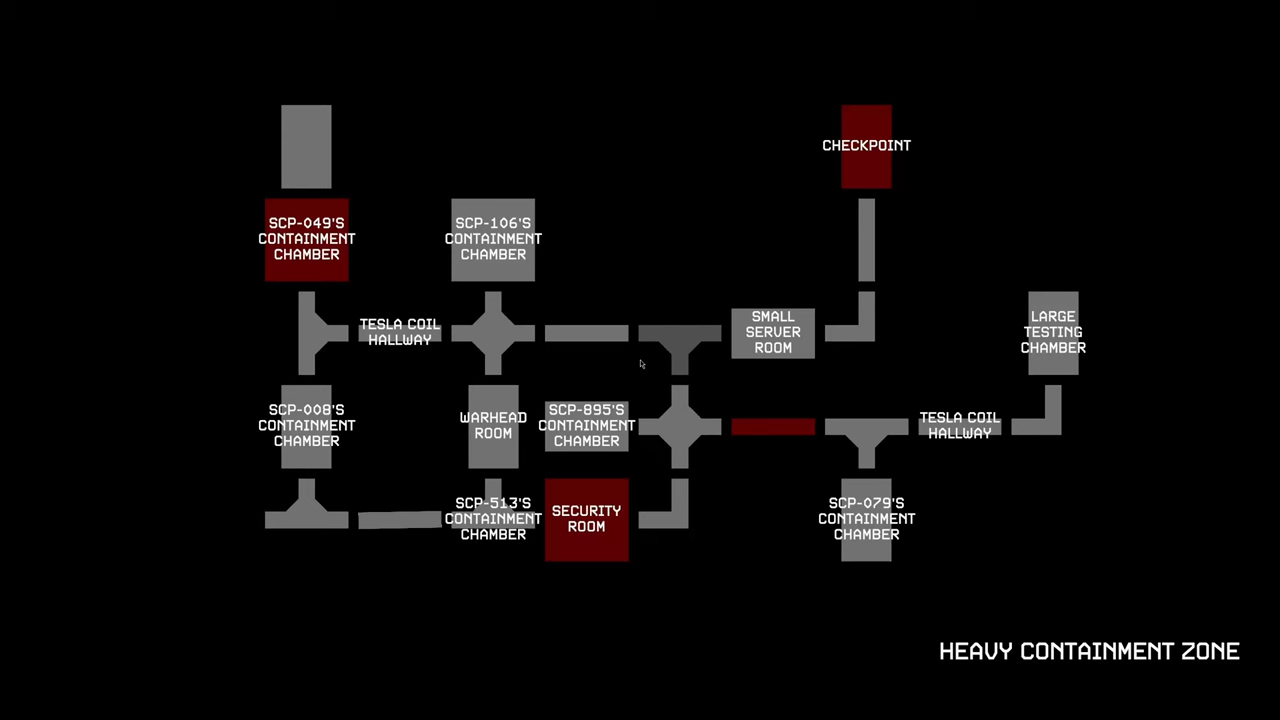 CHECKPOINT
SCP-049'S
CONTAINMENT
CHAMBER
SCP-106'S
CONTAINMENT
CHAMBER
TESLA COIL
HALLWAY
SMALL
SERVER
ROOM
LARGE
TESTING
CHAMBER
SCP-008'S
CONTAINMENT
CHAMBER
WARHEAD
ROOM
SCP-895'S
CONTAINMENT
CHAMBER
TESLA COIL
HALLWAY
SCP-513'S
CONTAINMENT
CHAMBER
SECURITY
ROOM
SCP-079'S
CONTAINMENT
CHAMBER
HEAVY CONTAINMENT ZONE